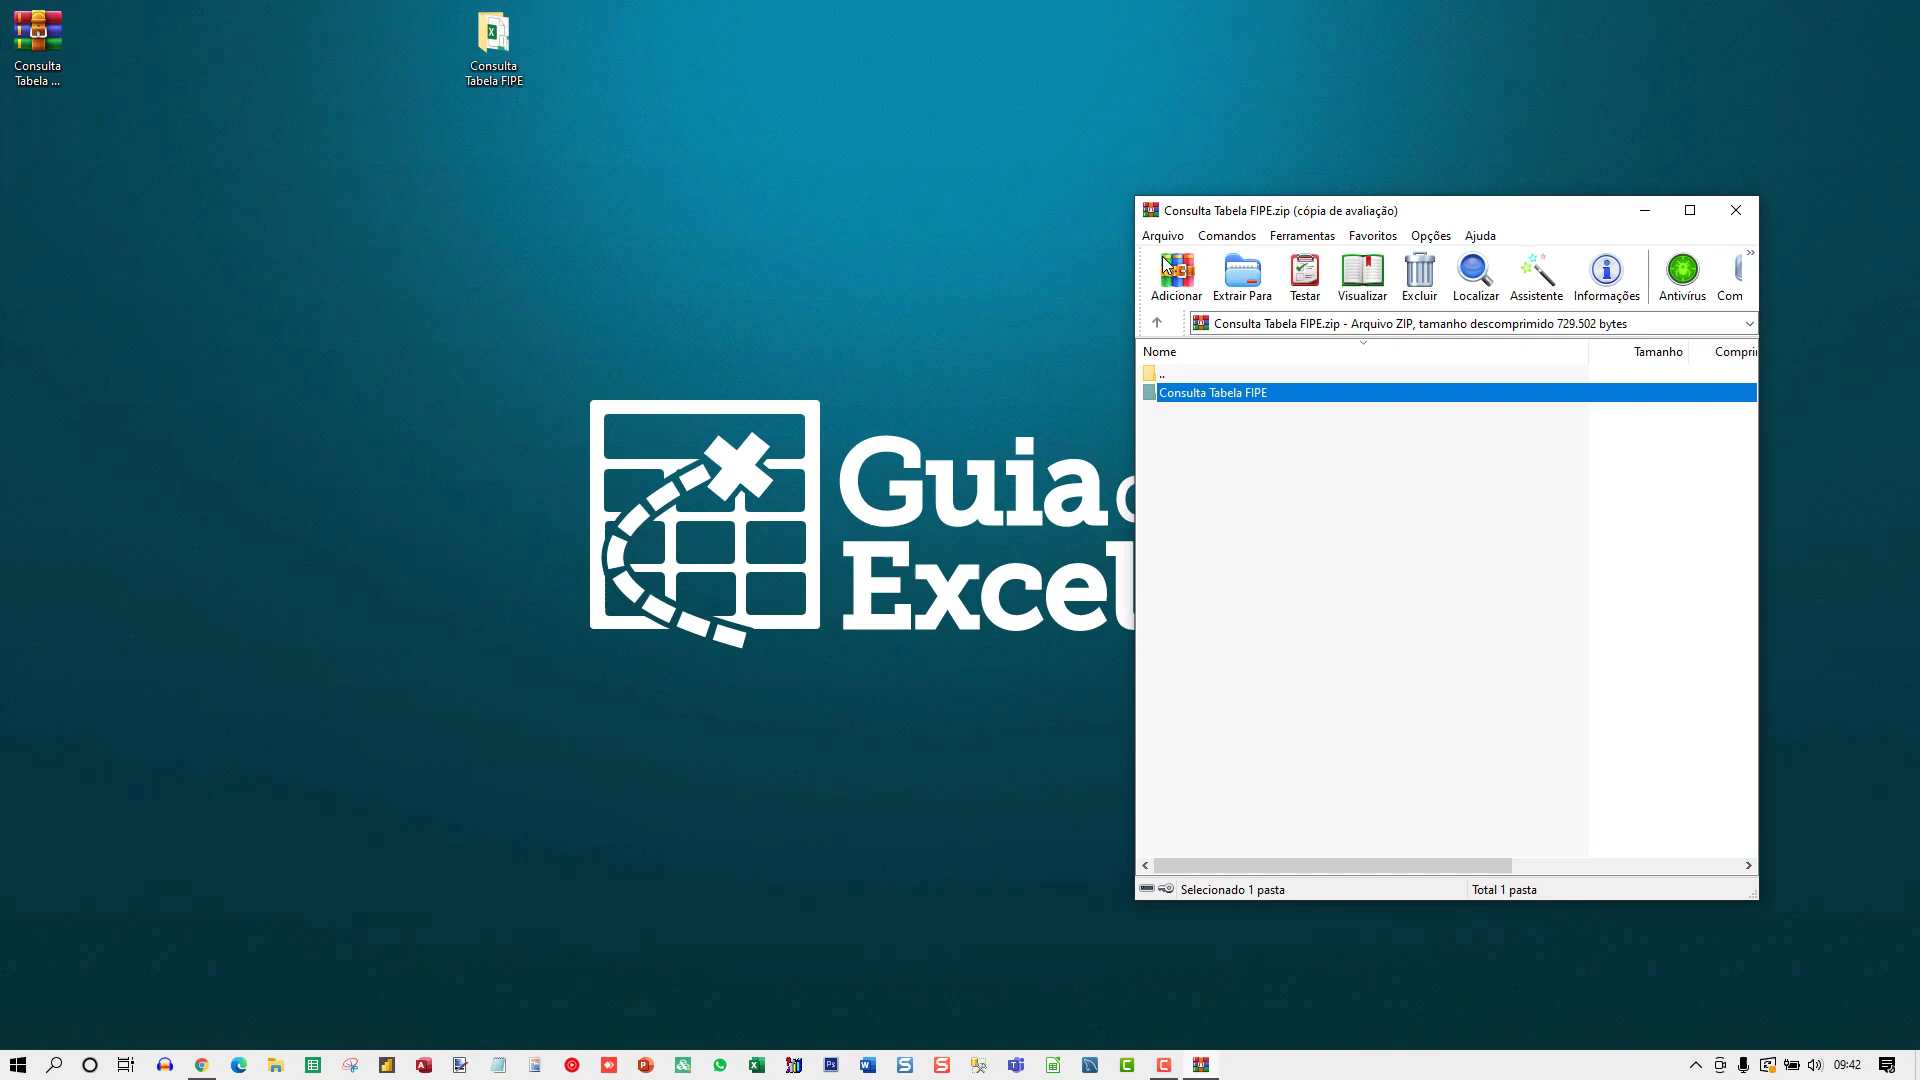 Consulta
Tabela ...
Consulta
Tabela FIPE
Guia
Excel
Consulta Tabela FIPE.zip (cópia de avaliação)
Arquivo Comandos Ferramentas Favoritos Opções Ajuda
Adicionar Extrair Para Testar Visualizar Excluir Localizar Assistente Informações Antivírus Com
Consulta Tabela FIPE.zip - Arquivo ZIP, tamanho descomprimido 729.502 bytes
Nome Tamanho Compri
..
Consulta Tabela FIPE
Selecionado 1 pasta Total 1 pasta
09:42